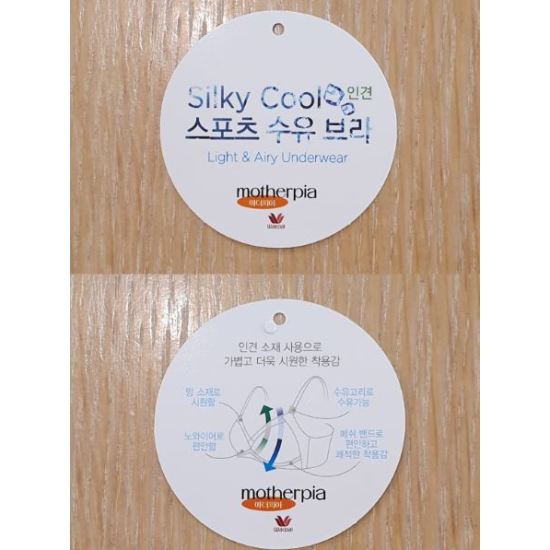 Silky Cool 인견
스포츠 수유 브라
Light & Airy Underwear
motherpia
마더피아
인견 소재 사용으로
가볍고 더욱 시원한 착용감
망 소재로
시원함
수유고리로
수유가능
노와이어로
편안함
메쉬 밴드로
편안하고
쾌적한 착용감
motherpia
마더피아